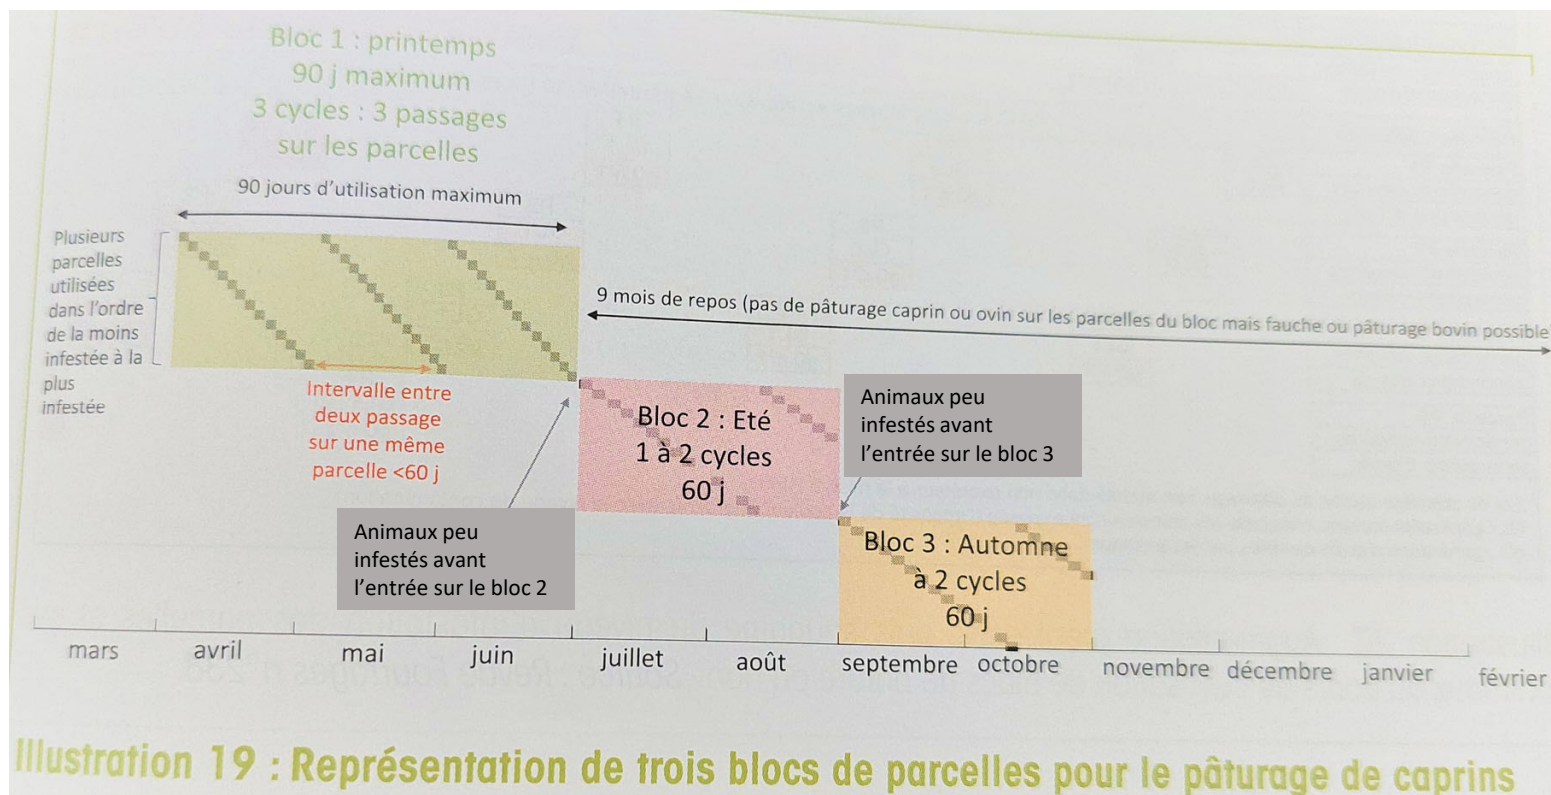 Bloc 1 : printemps
90 j maximum
3 cycles : 3 passages
sur les parcelles
90 jours d'utilisation maximum
Plusieurs
parcelles
utilisées
dans l'ordre
de la moins
infestée à la
plus
infestée
9 mois de repos (pas de pâturage caprin ou ovin sur les parcelles du bloc mais fauche ou pâturage bovin possible
Intervalle entre
deux passage
sur une même
parcelle <60 j
Bloc 2 : Eté
1 à 2 cycles
60 j
Animaux peu
infestés avant
l'entrée sur le bloc 3
Animaux peu
infestés avant
l'entrée sur le bloc 2
Bloc 3 : Automne
à 2 cycles
60 j
mars avril mai juin juillet août septembre octobre novembre décembre janvier février
Illustration 19 : Représentation de trois blocs de parcelles pour le pâturage de caprins